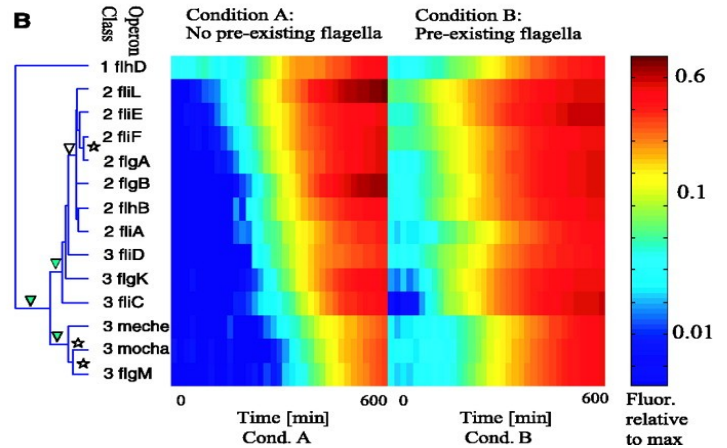 B
Class
Operon
Condition A:
No pre-existing flagella
Condition B:
Pre-existing flagella
1 flhD
2 fliL
2 fliE
2 fliF
2 flgA
2 flgB
2 flhB
2 fliA
3 fliD
3 flgK
3 fliC
3 meche
3 mocha
3 flgM
0 600
Time [min]
Cond. A
0 600
Time [min]
Cond. B
0.6
0.1
0.01
Fluor.
relative
to max